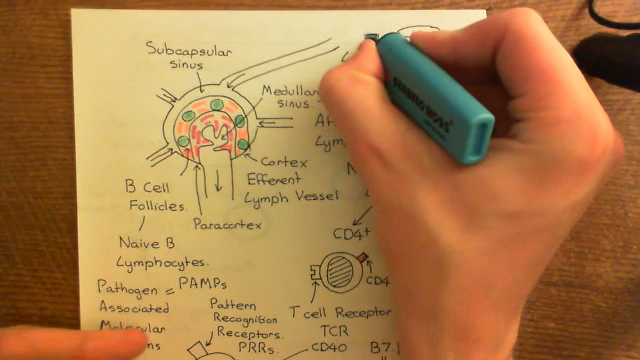 Subcapsular
sinus
Medullary
sinus.
Cortex
Efferent
Lymph Vessel
B Cell
Follicles.
Paracortex
Naive B
Lymphocytes.
CD4+
CD4
Pathogen = PAMPs
Associated
Molecular
Pattern
Recognition
Receptors.
PRRs.
T cell Receptor
TCR
CD40